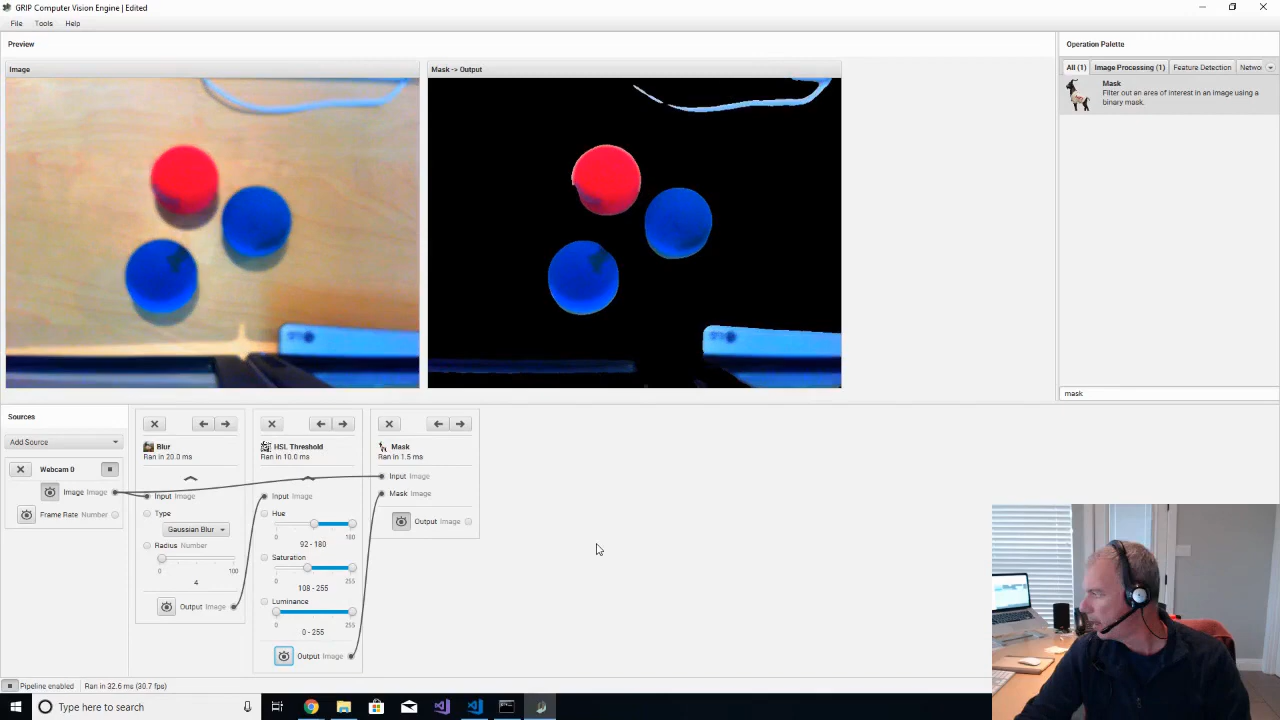 GRIP Computer Vision Engine | Edited
File Tools Help
Preview
Operation Palette
Image
Mask -> Output
All (1) Image Processing (1) Feature Detection Netwo
Mask
Filter out an area of interest in an image using a
binary mask.
mask
Sources
Add Source
Webcam 0
Image Image
Frame Rate Number
Blur
Ran in 20.0 ms
Input Image
Type
Gaussian Blur
Radius Number
0 100
4
Output Image
HSL Threshold
Ran in 10.0 ms
Input Image
Hue
0 180
92 - 180
Saturation
0 255
108 - 255
Luminance
0 255
0 - 255
Output Image
Mask
Ran in 1.5 ms
Input Image
Mask Image
Output Image
Pipeline enabled Ran in 32.6 ms (30.7 fps)
Type here to search